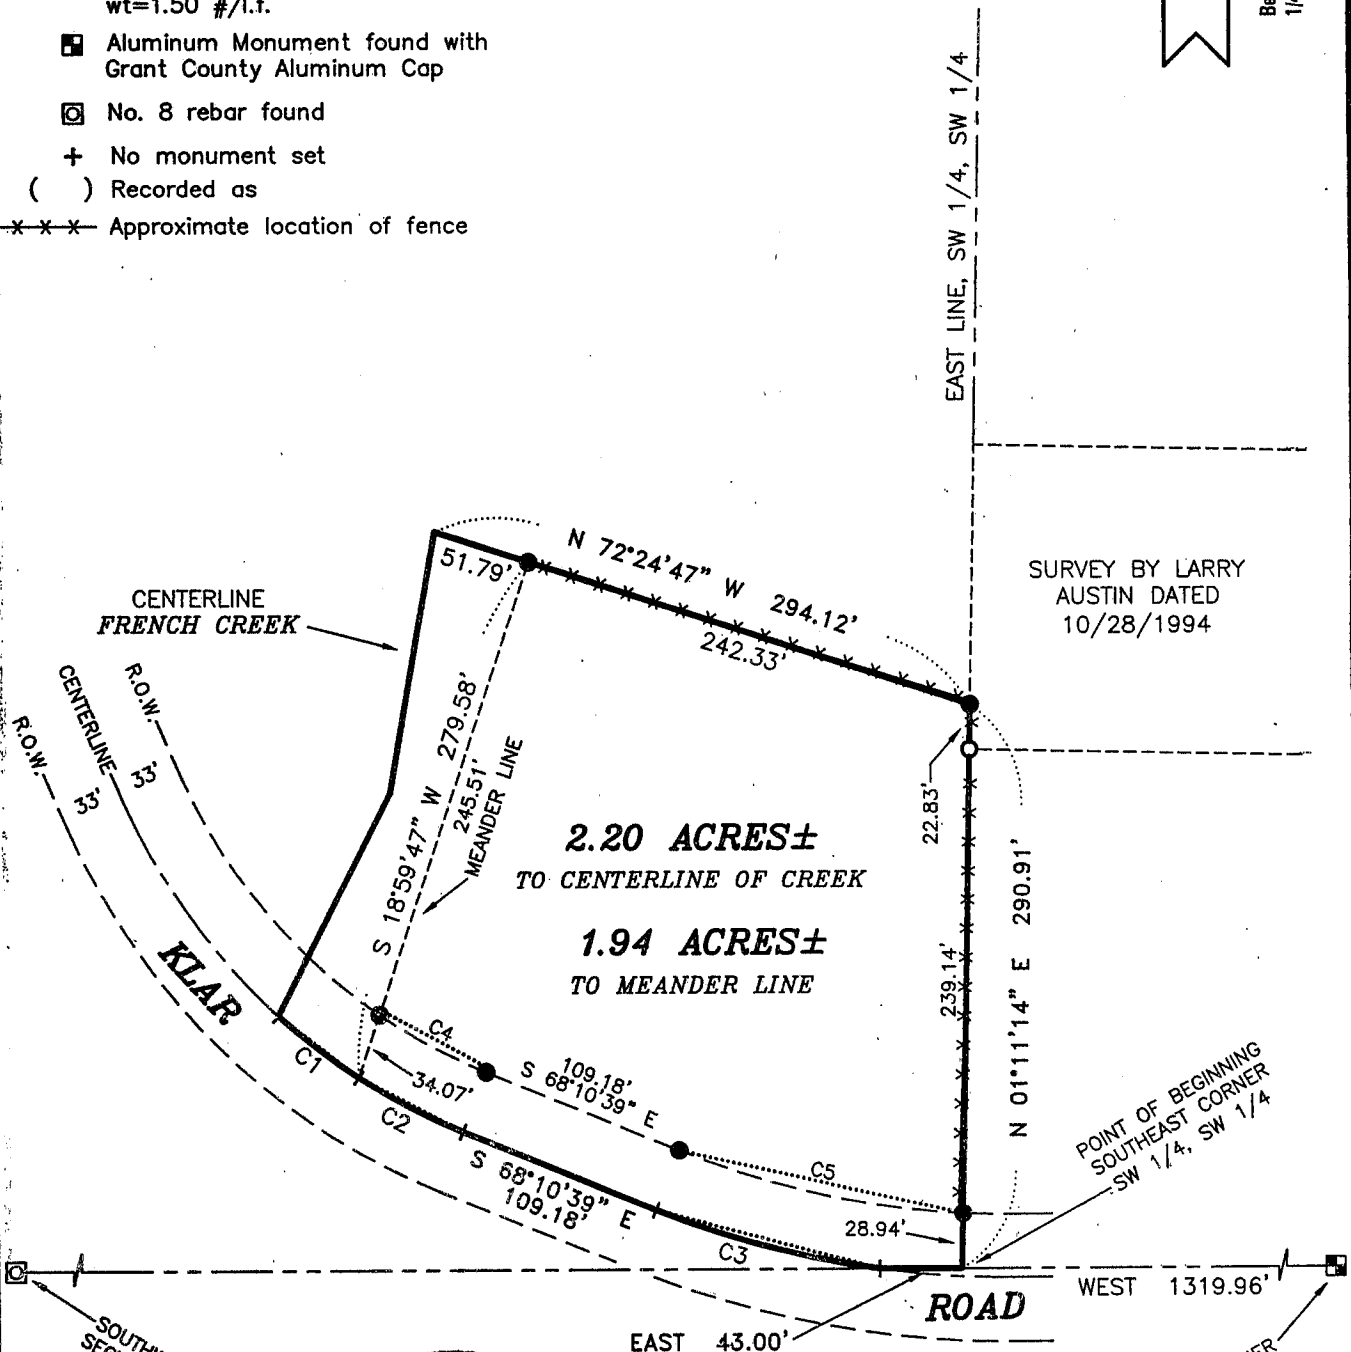 wt=1.50 #/l.f.
Aluminum Monument found with
Grant County Aluminum Cap
No. 8 rebar found
+ No monument set
( ) Recorded as
x x x Approximate location of fence
1/4
EAST LINE, SW 1/4, SW 1/4
SURVEY BY LARRY
AUSTIN DATED
10/28/1994
CENTERLINE
FRENCH CREEK
51.79'
N 72°24'47" W 294.12'
242.33'
R.O.W.
CENTERLINE
R.O.W.
33'
33'
S 18°59'47" W 279.58'
245.51'
MEANDER LINE
22.83'
2.20 ACRES±
TO CENTERLINE OF CREEK
1.94 ACRES±
TO MEANDER LINE
N 01°11'14" E 290.91'
239.14'
KLAR
C1
C2
C4
34.07'
109.18'
S 68°10'39" E
S 68°10'39" E
109.18'
C5
C3
28.94'
POINT OF BEGINNING
SOUTHEAST CORNER
SW 1/4, SW 1/4
WEST 1319.96'
ROAD
EAST 43.00'